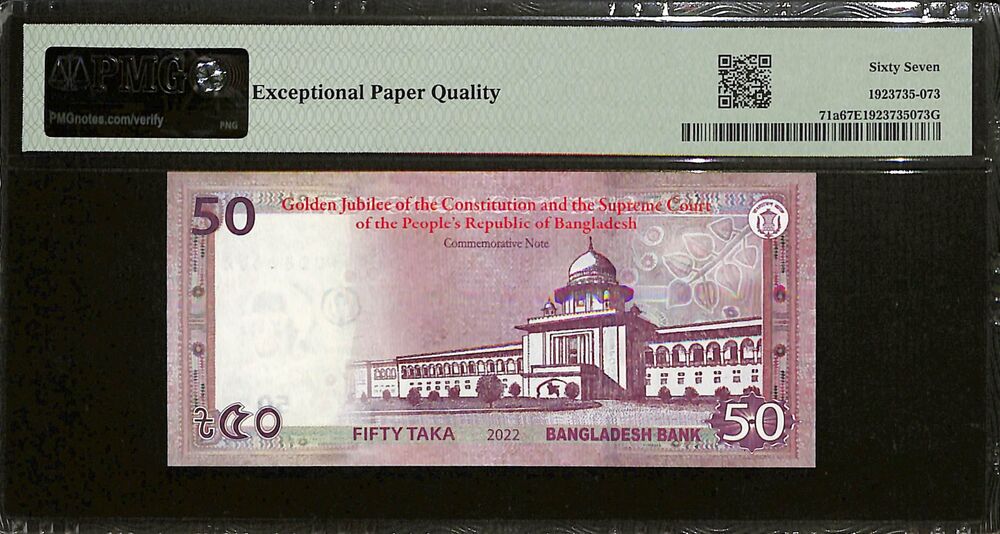 PMG
PMGnotes.com/verify
PNG
Exceptional Paper Quality
Sixty Seven
1923735-073
71a67E1923735073G
50
Golden Jubilee of the Constitution and the Supreme Court
of the People's Republic of Bangladesh
Commemorative Note
৳৫০
FIFTY TAKA 2022 BANGLADESH BANK 50